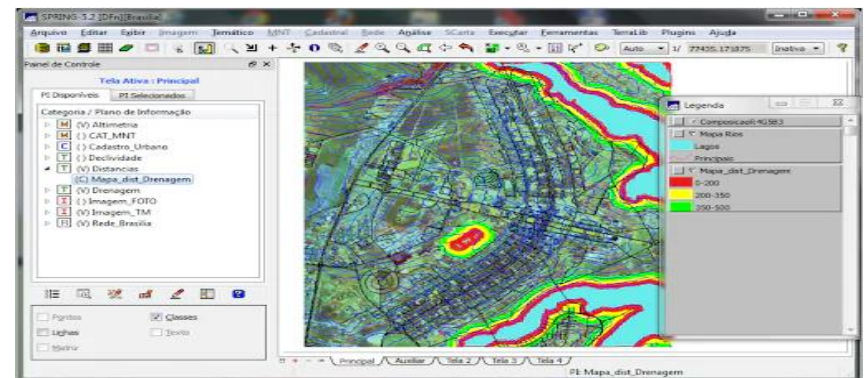 SPRING-5.2 [DFn][Brasilia]
Arquivo Editar Exibir Imagem Temático MNT Cadastral Rede Análise SCarta Executar Ferramentas TerraLib Plugins Ajuda
Auto 1/ 77435.171875 Inativa
Painel de Controle
Tela Ativa : Principal
PI Disponíveis PI Selecionados
Categoria / Plano de Informação
M (V) Altimetria
M ( ) CAT_MNT
C ( ) Cadastro_Urbano
T ( ) Declividade
T (V) Distancias
(C) Mapa_dist_Drenagem
T (V) Drenagem
I ( ) Imagem_FOTO
I (V) Imagem_TM
R (V) Rede_Brasilia
Pontos Classes
Linhas Texto
Matriz
Legenda
Mapa Rios
Lagos
Principais
Mapa_dist_Drenagem
0-200
200-350
350-500
Principal Auxiliar Tela 2 Tela 3 Tela 4
PI: Mapa_dist_Drenagem